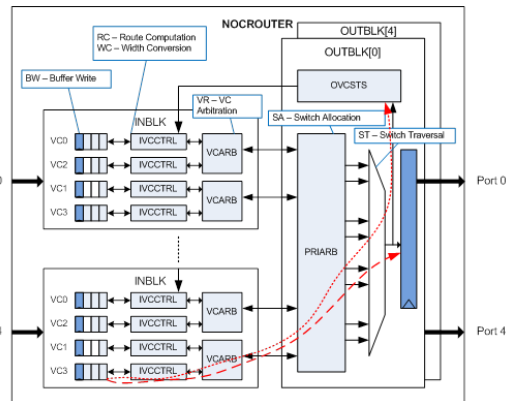 NOCROUTER
OUTBLK[4]
OUTBLK[0]
RC – Route Computation
WC – Width Conversion
BW – Buffer Write
OVCSTS
VR – VC
Arbitration
SA – Switch Allocation
ST – Switch Traversal
INBLK
VC0
IVCCTRL
VCARB
VC2
IVCCTRL
VC1
IVCCTRL
VCARB
VC3
IVCCTRL
Port 0
PRIARB
INBLK
VC0
IVCCTRL
VCARB
VC2
IVCCTRL
VC1
IVCCTRL
VCARB
VC3
IVCCTRL
Port 4